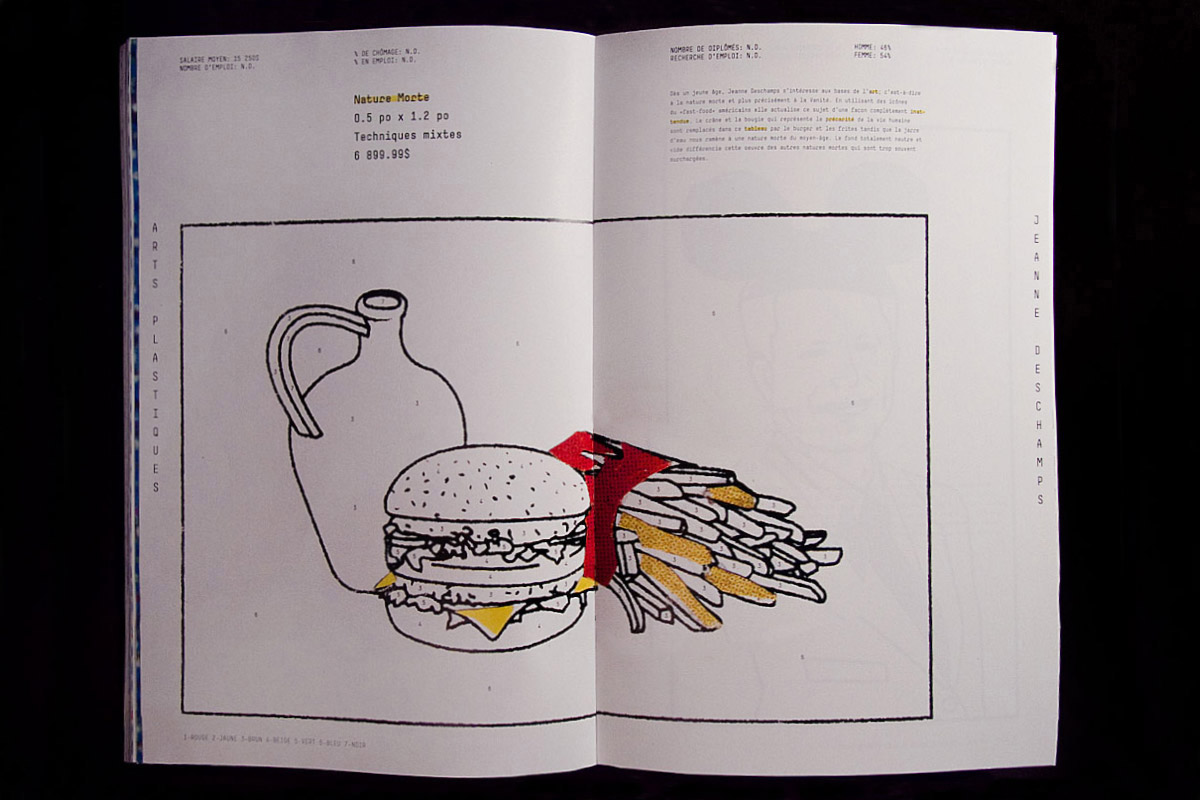 SALAIRE MOYEN: 15 250$
NOMBRE D'EMPLOI: N.D.
% DE CHÔMAGE: N.D.
% EN EMPLOI: N.D.
Nature Morte
0.5 po x 1.2 po
Techniques mixtes
6 899.99$
NOMBRE DE DIPLÔMÉS: N.D.
RECHERCHE D'EMPLOI: N.D.
HOMME: 46%
FEMME: 54%
Dès un jeune âge, Jeanne Deschamps s'intéresse aux bases de l'art; c'est-à-dire
à la nature morte et plus précisément à la Vanité. En utilisant des icônes
du «fast-food» américains elle actualise ce sujet d'une façon complètement inat-
tendue. Le crâne et la bougie qui représente le précarité de la vie humaine
sont remplacés dans ce tableau par le burger et les frites tandis que la jarre
d'eau nous ramène à une nature morte du moyen-âge. Le fond totalement neutre et
vide différencie cette oeuvre des autres natures mortes qui sont trop souvent
surchargées.
ARTS PLASTIQUES
JEANNE DESCHAMPS
1-ROUGE 2-JAUNE 3-BRUN 4-BEIGE 5-VERT 6-BLEU 7-NOIR